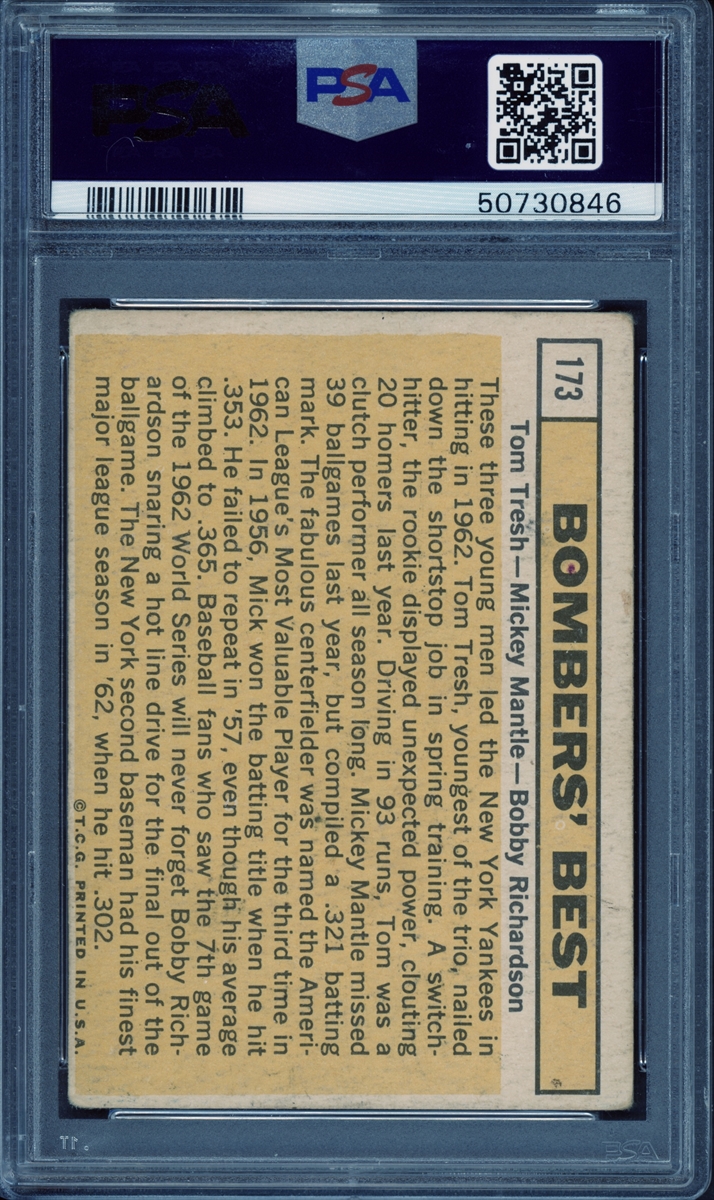 PSA
PSA
50730846
173
BOMBERS' BEST
Tom Tresh—Mickey Mantle—Bobby Richardson
These three young men led the New York Yankees in
hitting in 1962. Tom Tresh, youngest of the trio, nailed
down the shortstop job in spring training. A switch-
hitter, the rookie displayed unexpected power, clouting
20 homers last year. Driving in 93 runs, Tom was a
clutch performer all season long. Mickey Mantle missed
39 ballgames last year, but compiled a .321 batting
mark. The fabulous centerfielder was named the Ameri-
can League's Most Valuable Player for the third time in
1962. In 1956, Mick won the batting title when he hit
.353. He failed to repeat in '57, even though his average
climbed to .365. Baseball fans who saw the 7th game
of the 1962 World Series will never forget Bobby Rich-
ardson snaring a hot line drive for the final out of the
ballgame. The New York second baseman had his finest
major league season in '62, when he hit .302.
©T.C.G. PRINTED IN U.S.A.
PSA